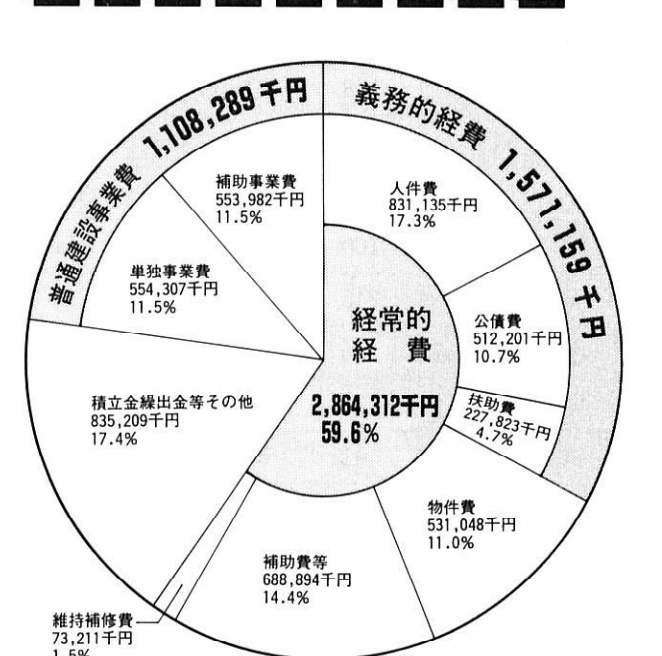 義務的経費 1,571,159千円
人件費
831,135千円
17.3%
公債費
512,201千円
10.7%
扶助費
227,823千円
4.7%
物件費
531,048千円
11.0%
補助費等
688,894千円
14.4%
維持補修費
73,211千円
1.5%
積立金繰出金等その他
835,209千円
17.4%
普通建設事業費 1,108,289千円
単独事業費
554,307千円
11.5%
補助事業費
553,982千円
11.5%
経常的
経費
2,864,312千円
59.6%